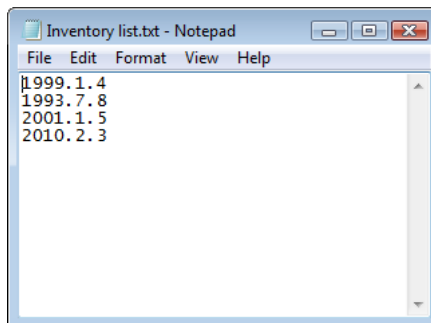 Inventory list.txt - Notepad
File Edit Format View Help
1999.1.4
1993.7.8
2001.1.5
2010.2.3